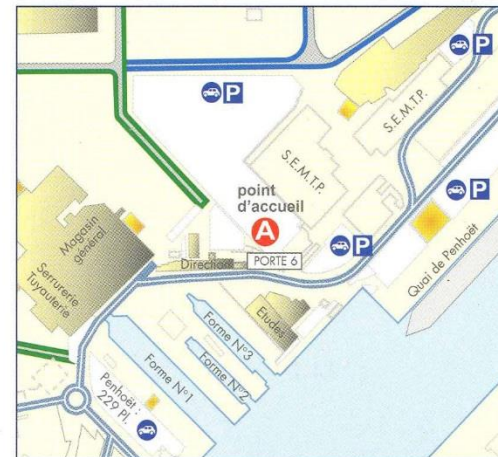 P
P
S.E.M.T.P.
S.E.M.T.P.
P
point
d'accueil
A
Magasin
général
Serrurerie
Tuyauterie
Direction
PORTE 6
P
Quai de Penhoët
Etudes
Forme N°3
Forme N°2
Forme N°1
Penhoët :
229 Pl.